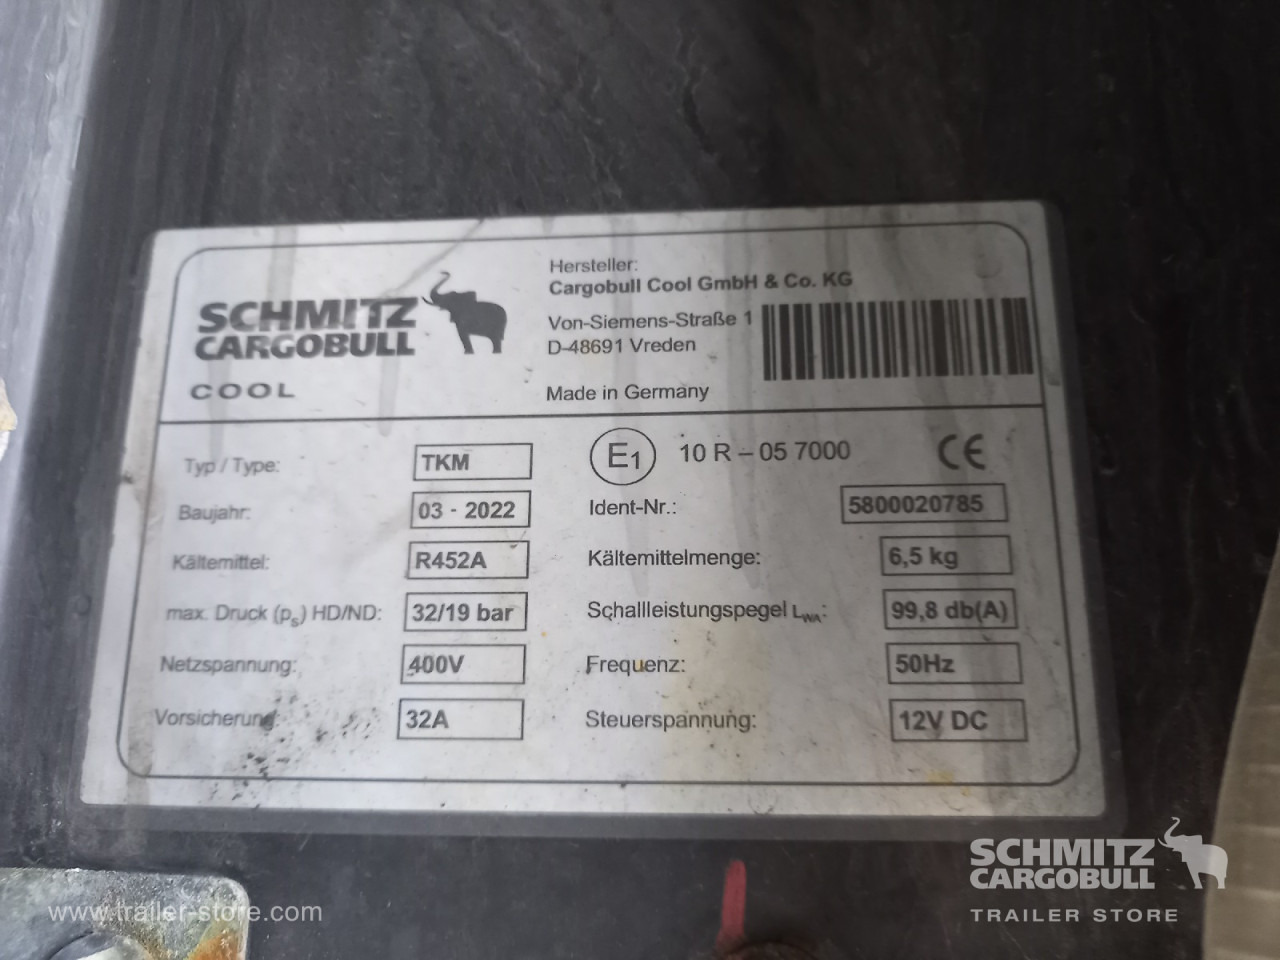 SCHMITZ
CARGOBULL
COOL
Hersteller:
Cargobull Cool GmbH & Co. KG
Von-Siemens-Straße 1
D-48691 Vreden
Made in Germany
Typ / Type: TKM
E1 10 R – 05 7000 CE
Baujahr: 03 - 2022
Ident-Nr.: 5800020785
Kältemittel: R452A
Kältemittelmenge: 6,5 kg
max. Druck (ps) HD/ND: 32/19 bar
Schallleistungspegel LWA: 99,8 db(A)
Netzspannung: 400V
Frequenz: 50Hz
Vorsicherung: 32A
Steuerspannung: 12V DC
SCHMITZ
CARGOBULL
TRAILER STORE
www.trailer-store.com